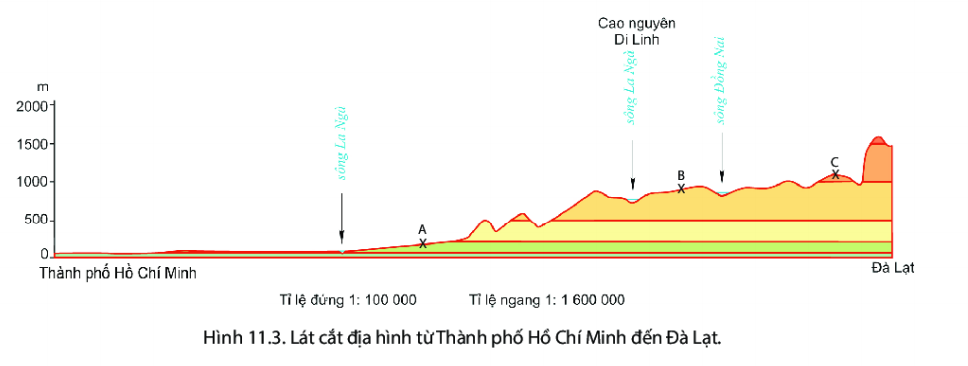 Cao nguyên
Di Linh
sông La Ngà
sông La Ngà
sông Đồng Nai
m
2000
1500
1000
500
0
A
B
C
Thành phố Hồ Chí Minh
Đà Lạt
Tỉ lệ đứng 1: 100 000
Tỉ lệ ngang 1: 1 600 000
Hình 11.3. Lát cắt địa hình từ Thành phố Hồ Chí Minh đến Đà Lạt.